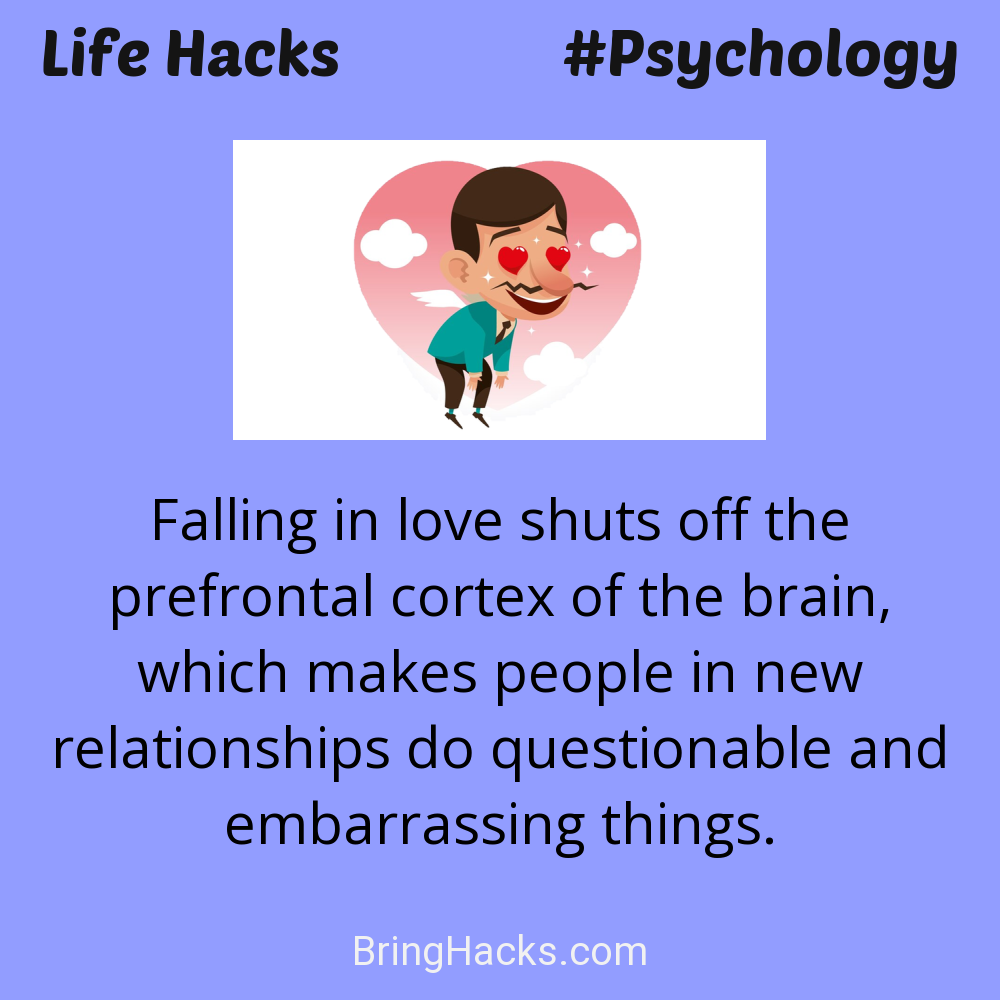 Life Hacks
#Psychology
Falling in love shuts off the
prefrontal cortex of the brain,
which makes people in new
relationships do questionable and
embarrassing things.
BringHacks.com